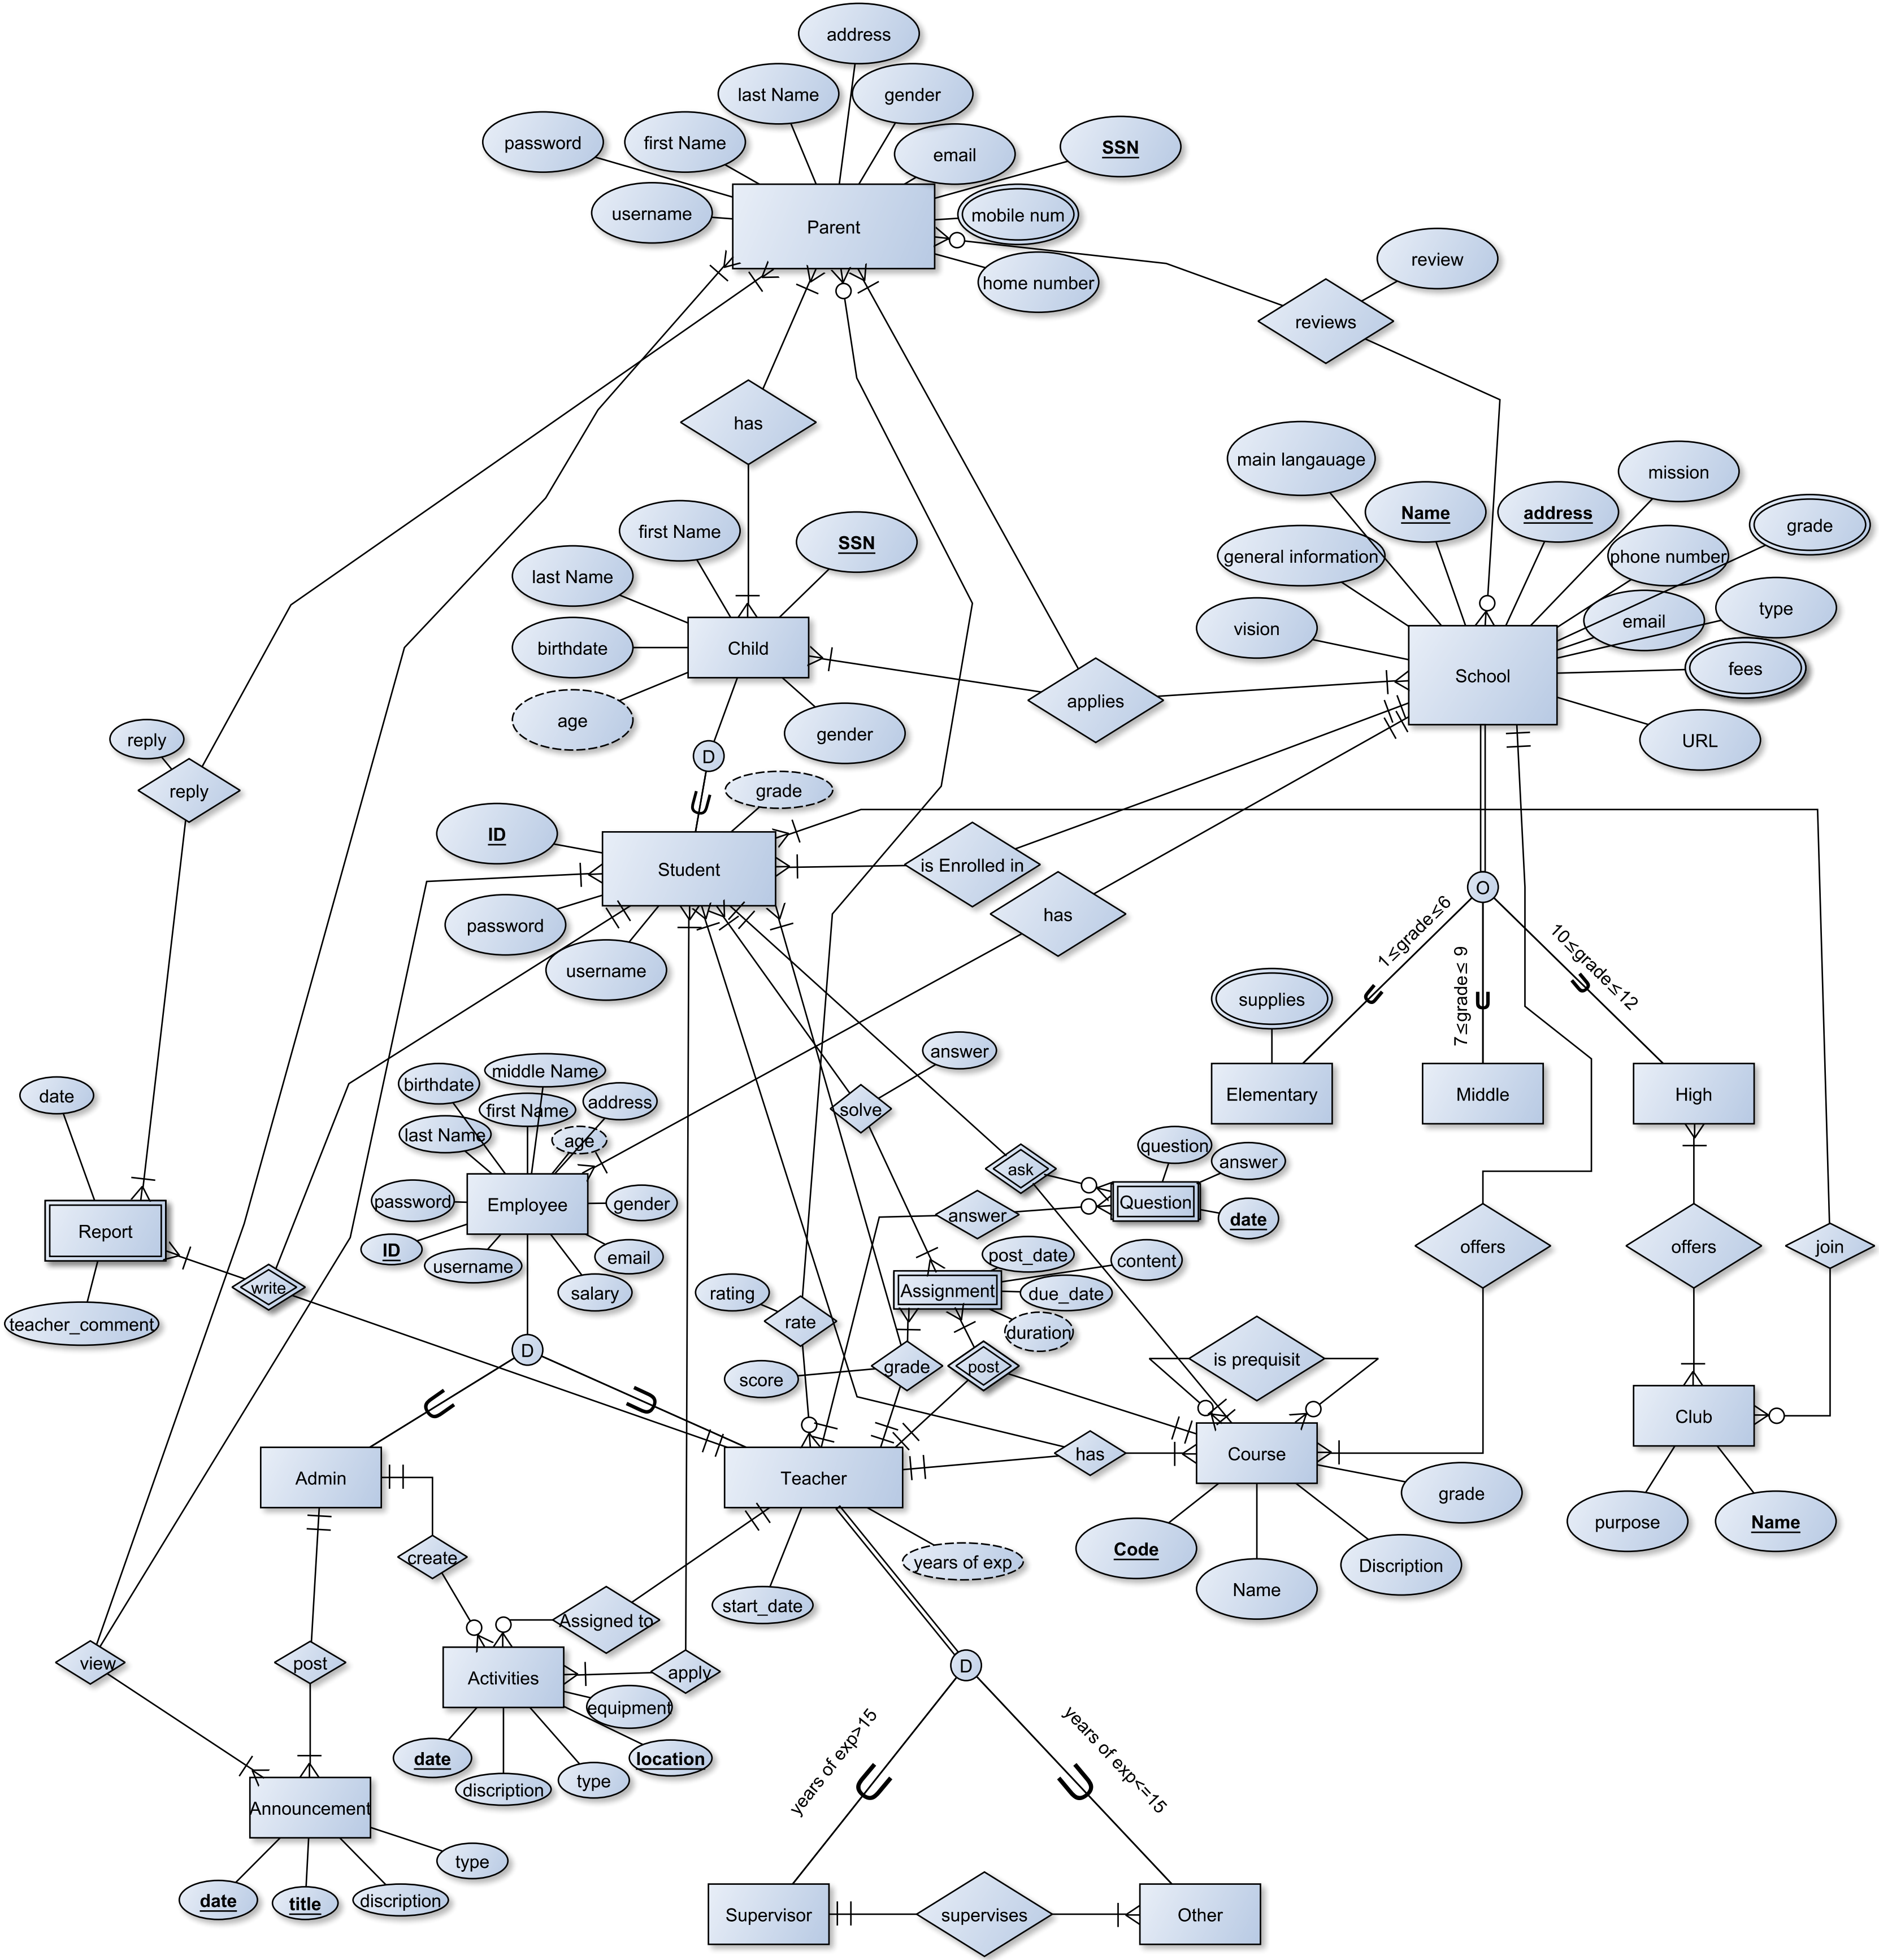 address
last Name
gender
password
first Name
email
SSN
username
Parent
mobile num
home number
review
reviews
has
main langauage
mission
Name
address
grade
first Name
SSN
general information
phone number
last Name
type
email
vision
birthdate
Child
School
fees
age
applies
gender
URL
reply
D
reply
grade
ID
Student
is Enrolled in
O
has
password
username
1≤grade≤6
7≤grade≤ 9
10≤grade≤12
supplies
answer
middle Name
birthdate
date
first Name
address
solve
Elementary
Middle
High
last Name
age
question
ask
answer
password
Employee
gender
Question
answer
date
Report
ID
username
email
post_date
content
offers
offers
join
write
salary
rating
Assignment
due_date
teacher_comment
rate
duration
D
score
grade
post
is prequisit
Club
has
Course
Admin
Teacher
grade
purpose
Name
create
Code
years of exp
Discription
Name
start_date
Assigned to
view
post
Activities
apply
D
equipment
date
location
discription
type
years of exp>15
years of exp<=15
Announcement
type
date
title
discription
Supervisor
supervises
Other